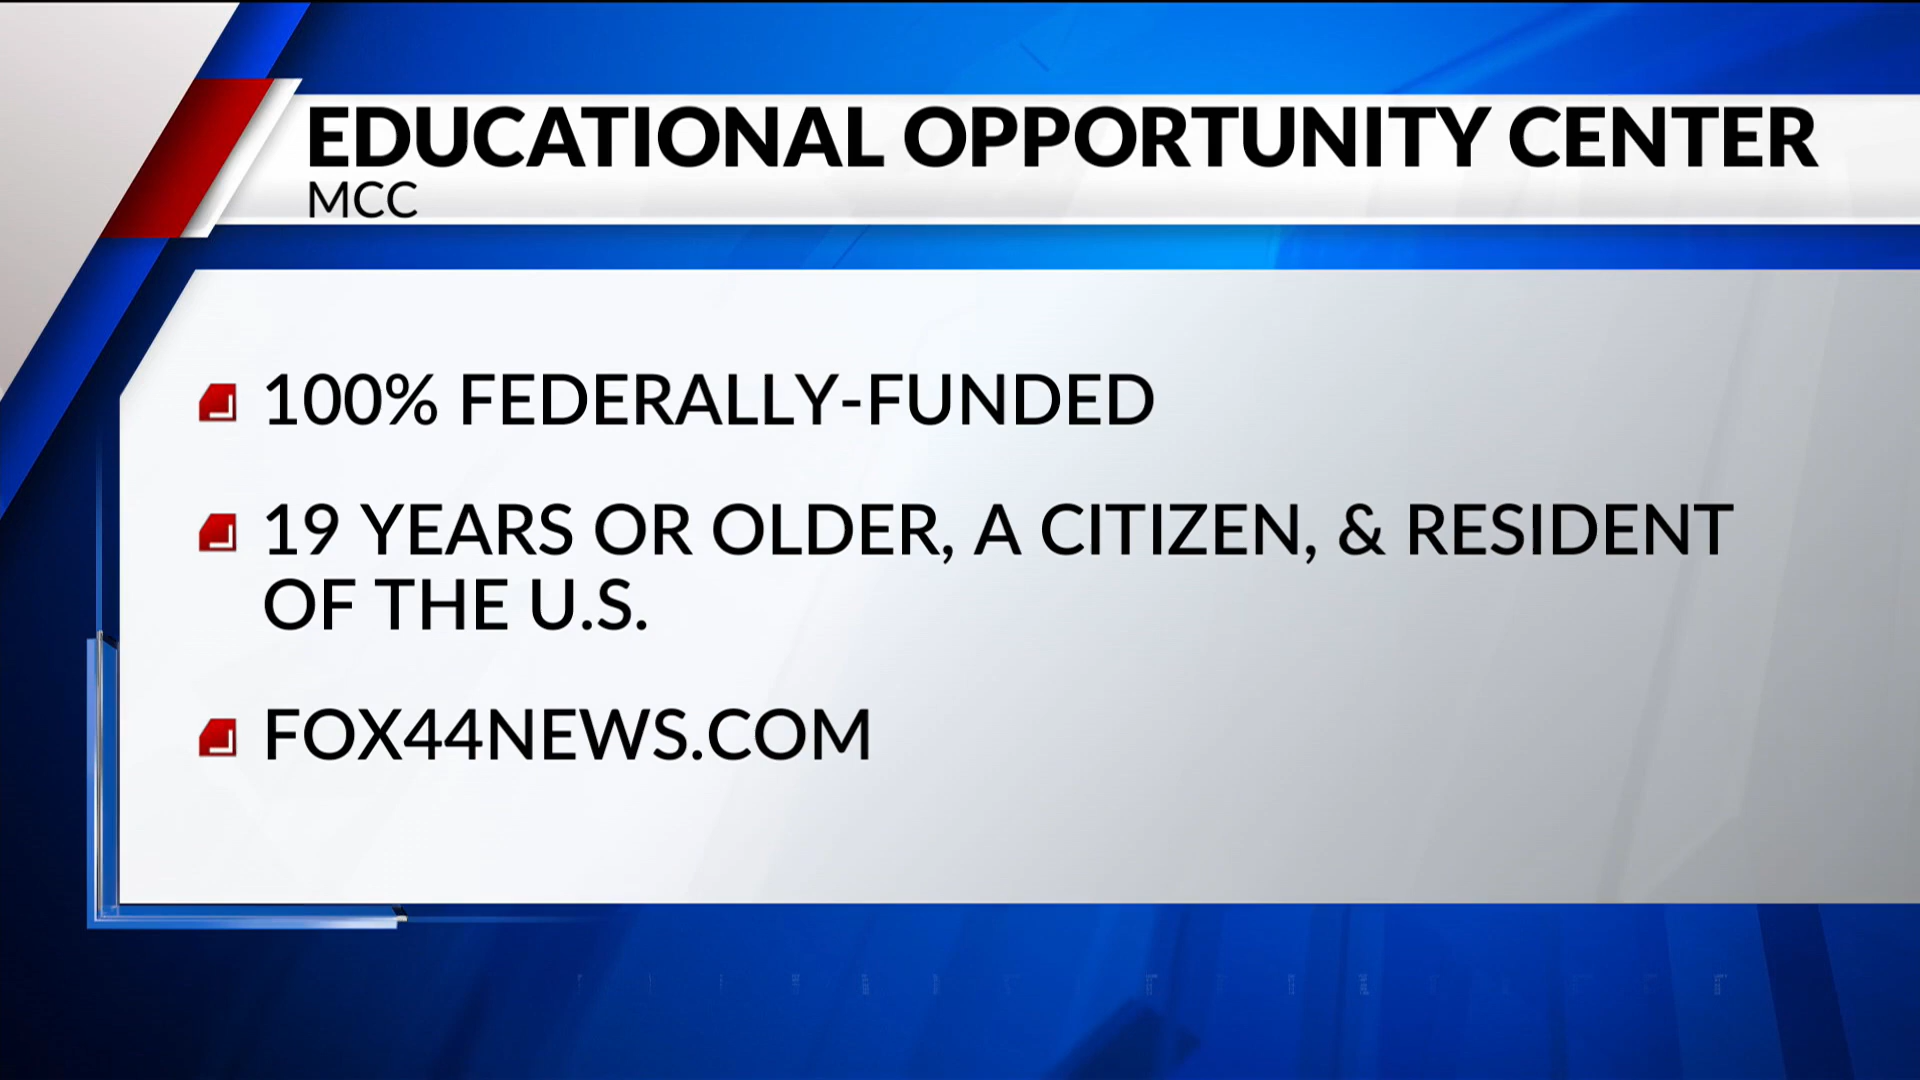 EDUCATIONAL OPPORTUNITY CENTER
MCC
100% FEDERALLY-FUNDED
19 YEARS OR OLDER, A CITIZEN, & RESIDENT
OF THE U.S.
FOX44NEWS.COM